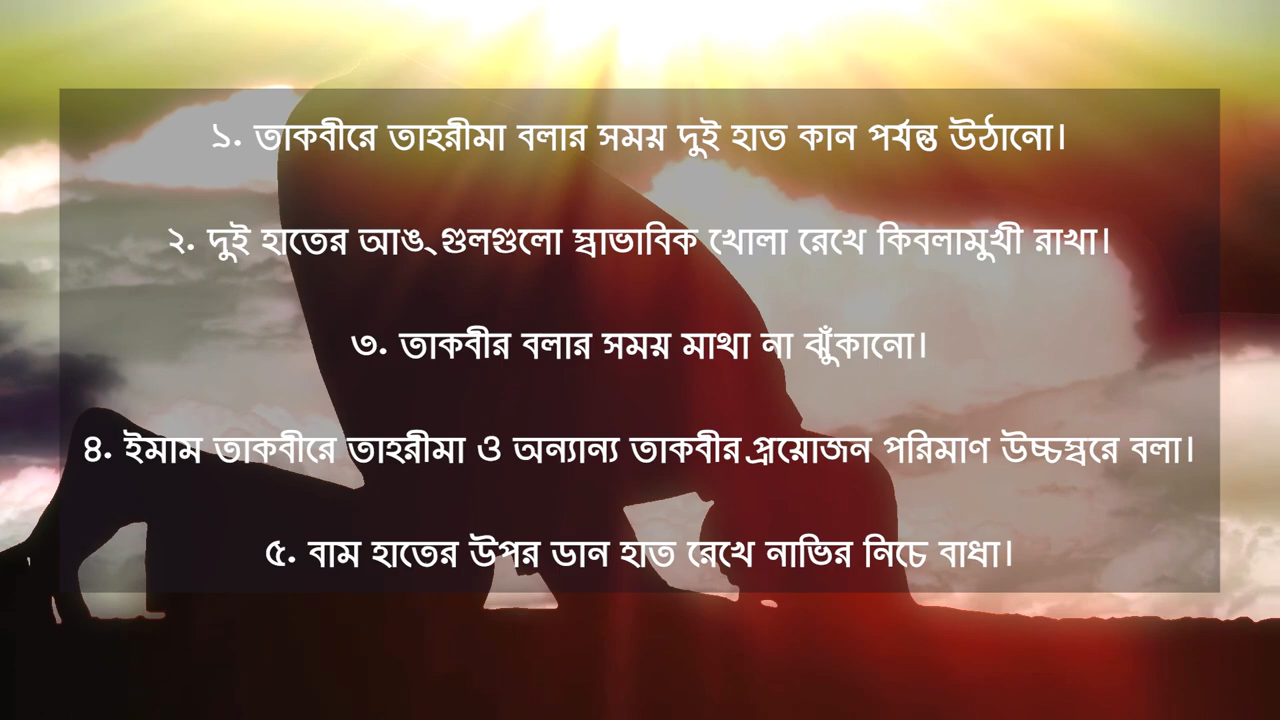 ১. তাকবীরে তাহরীমা বলার সময় দুই হাত কান পর্যন্ত উঠানো।
২. দুই হাতের আঙ্গুলগুলো স্বাভাবিক খোলা রেখে কিবলামুখী রাখা।
৩. তাকবীর বলার সময় মাথা না ঝুঁকানো।
৪. ইমাম তাকবীরে তাহরীমা ও অন্যান্য তাকবীর প্রয়োজন পরিমাণ উচ্চস্বরে বলা।
৫. বাম হাতের উপর ডান হাত রেখে নাভির নিচে বাধা।